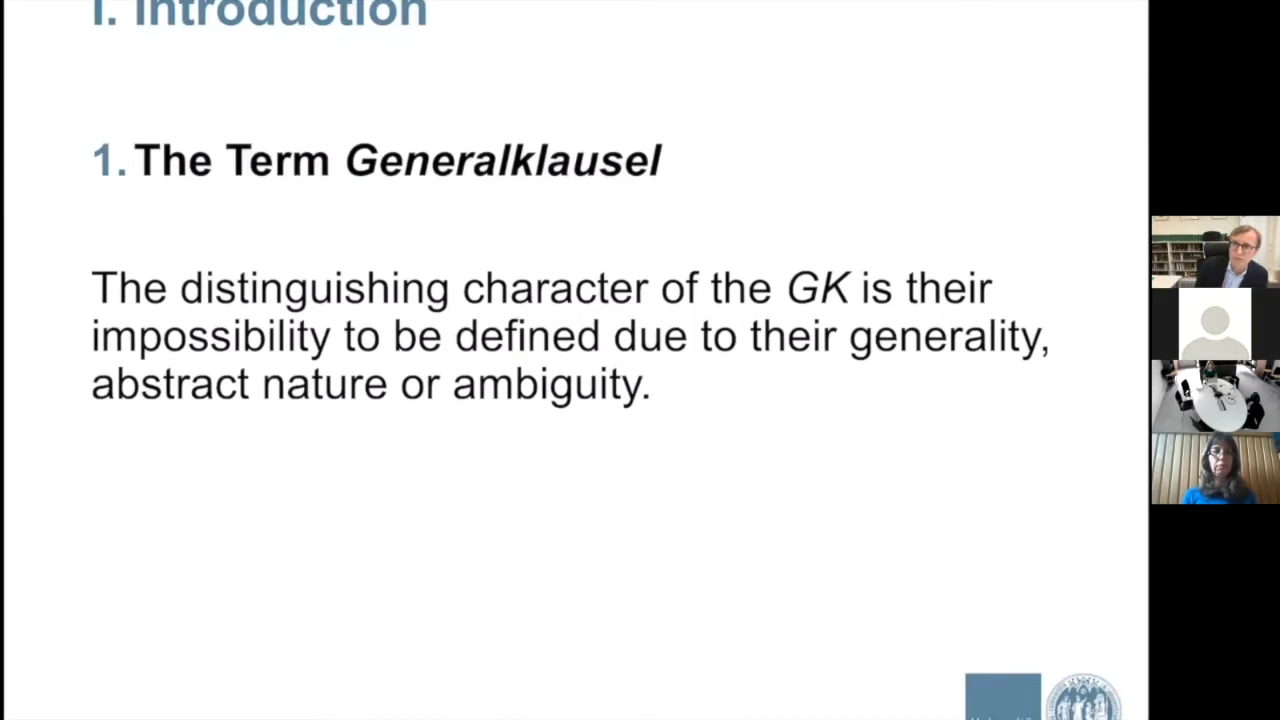 I. Introduction
1. The Term Generalklausel
The distinguishing character of the GK is their
impossibility to be defined due to their generality,
abstract nature or ambiguity.